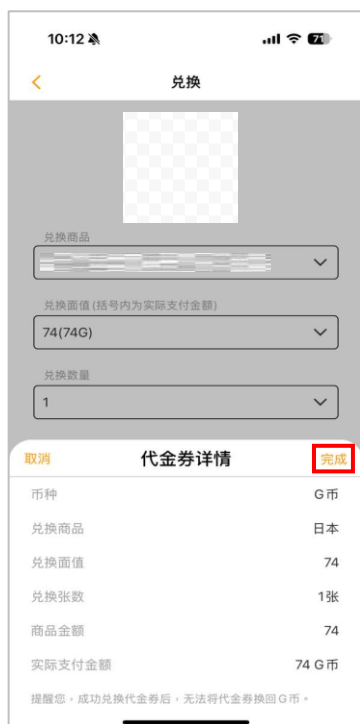 10:12
71
兑换
兑换商品
兑换面值(括号内为实际支付金额)
74(74G)
兑换数量
1
取消 代金券详情 完成
币种 G币
兑换商品 日本
兑换面值 74
兑换张数 1张
商品金额 74
实际支付金额 74 G币
提醒您，成功兑换代金券后，无法将代金券换回G币。